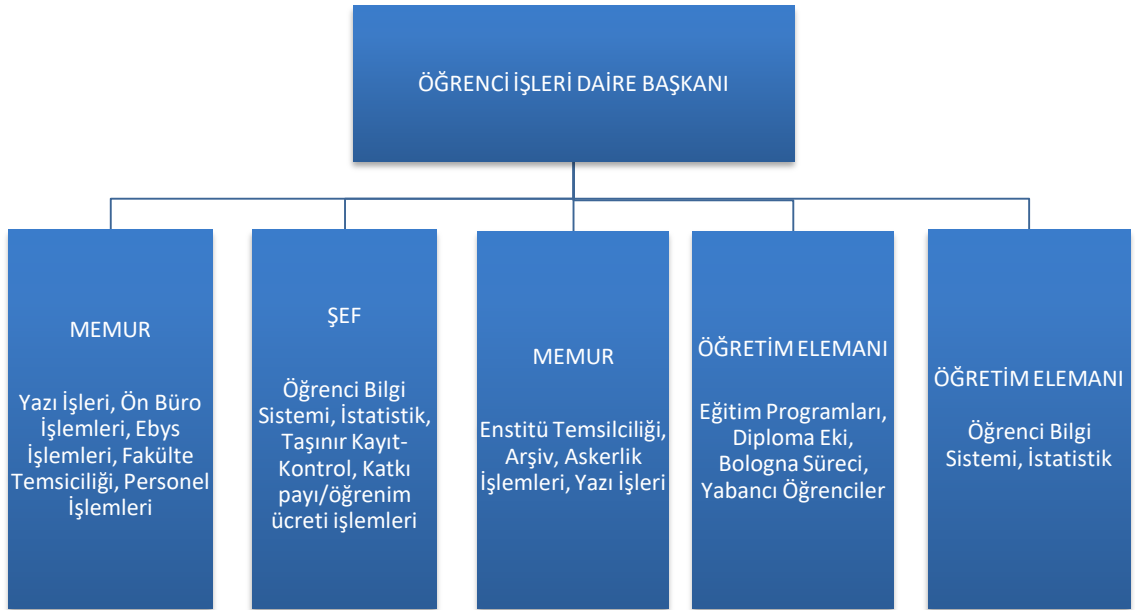 ÖĞRENCİ İŞLERİ DAİRE BAŞKANI
MEMUR
Yazı İşleri, Ön Büro
İşlemleri, Ebys
İşlemleri, Fakülte
Temsiciliği, Personel
İşlemleri
ŞEF
Öğrenci Bilgi
Sistemi, İstatistik,
Taşınır Kayıt-
Kontrol, Katkı
payı/öğrenim
ücreti işlemleri
MEMUR
Enstitü Temsilciliği,
Arşiv, Askerlik
İşlemleri, Yazı İşleri
ÖĞRETİM ELEMANI
Eğitim Programları,
Diploma Eki,
Bologna Süreci,
Yabancı Öğrenciler
ÖĞRETİM ELEMANI
Öğrenci Bilgi
Sistemi, İstatistik